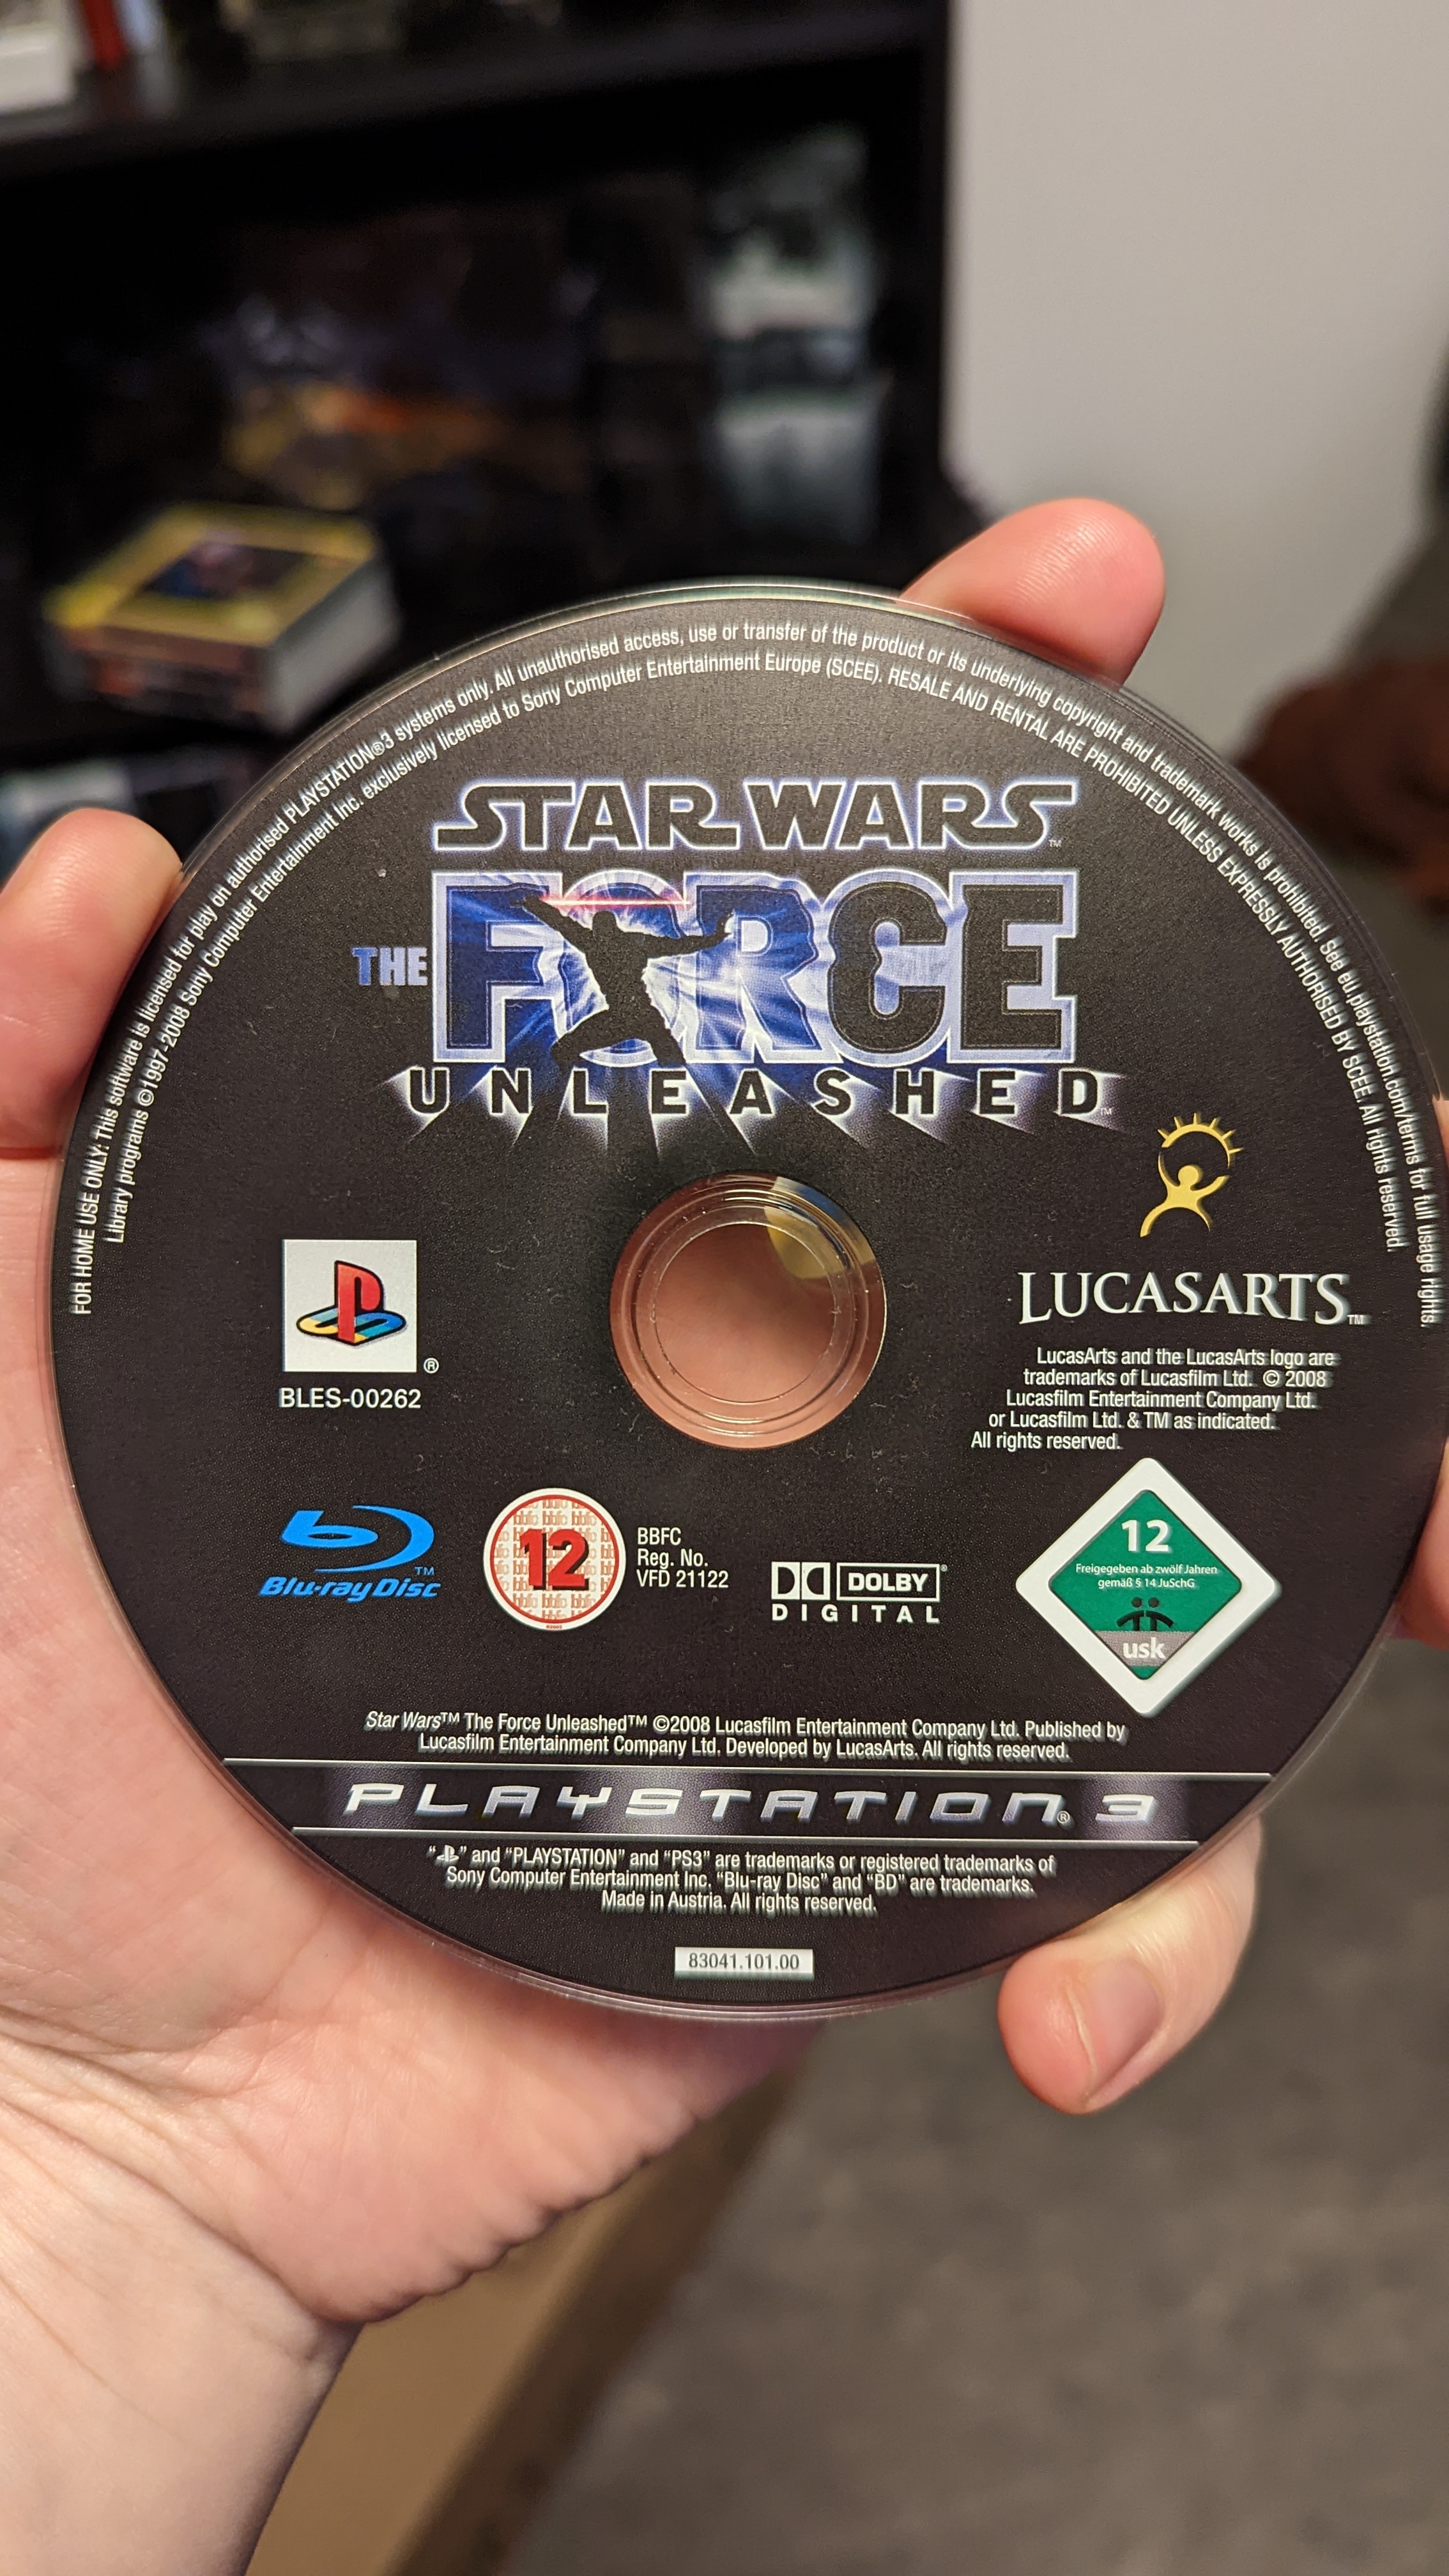 FOR HOME USE ONLY: This software is licensed for play on authorised PLAYSTATION®3 systems only. All unauthorised access, use or transfer of the product or its underlying copyright and trademark works is prohibited. See eu.playstation.com/terms for full usage rights.
Library programs ©1997-2008 Sony Computer Entertainment Inc. exclusively licensed to Sony Computer Entertainment Europe (SCEE). RESALE AND RENTAL ARE PROHIBITED UNLESS EXPRESSLY AUTHORISED BY SCEE. All rights reserved.
STAR WARS™
THE FORCE
UNLEASHED™
®
BLES-00262
LUCASARTS™
LucasArts and the LucasArts logo are
trademarks of Lucasfilm Ltd. © 2008
Lucasfilm Entertainment Company Ltd.
or Lucasfilm Ltd. & TM as indicated.
All rights reserved.
Blu-ray Disc™
12
BBFC
Reg. No.
VFD 21122
DOLBY®
DIGITAL
12
Freigegeben ab zwölf Jahren
gemäß § 14 JuSchG
usk
Star Wars™ The Force Unleashed™ ©2008 Lucasfilm Entertainment Company Ltd. Published by
Lucasfilm Entertainment Company Ltd. Developed by LucasArts. All rights reserved.
PLAYSTATION®3
“ ” and “PLAYSTATION” and “PS3” are trademarks or registered trademarks of
Sony Computer Entertainment Inc. “Blu-ray Disc” and “BD” are trademarks.
Made in Austria. All rights reserved.
83041.101.00